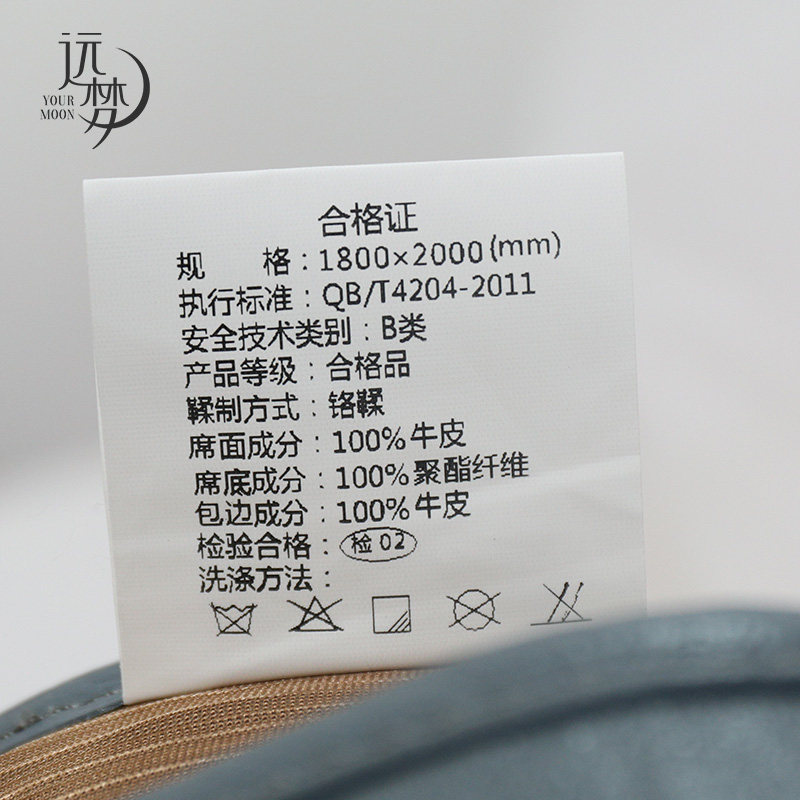 远梦
YOUR
MOON
合格证
规 格：1800×2000(mm)
执行标准：QB/T4204-2011
安全技术类别：B类
产品等级：合格品
鞣制方式：铬鞣
席面成分：100%牛皮
席底成分：100%聚酯纤维
包边成分：100%牛皮
检验合格：检 02
洗涤方法：